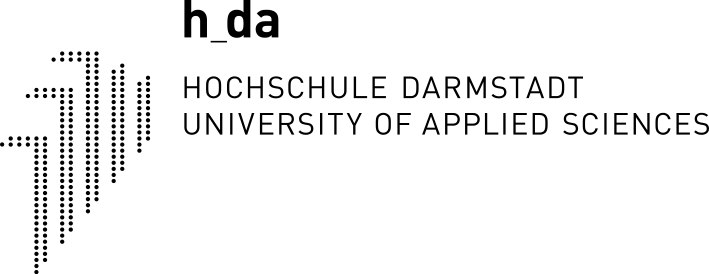 h_da
HOCHSCHULE DARMSTADT
UNIVERSITY OF APPLIED SCIENCES